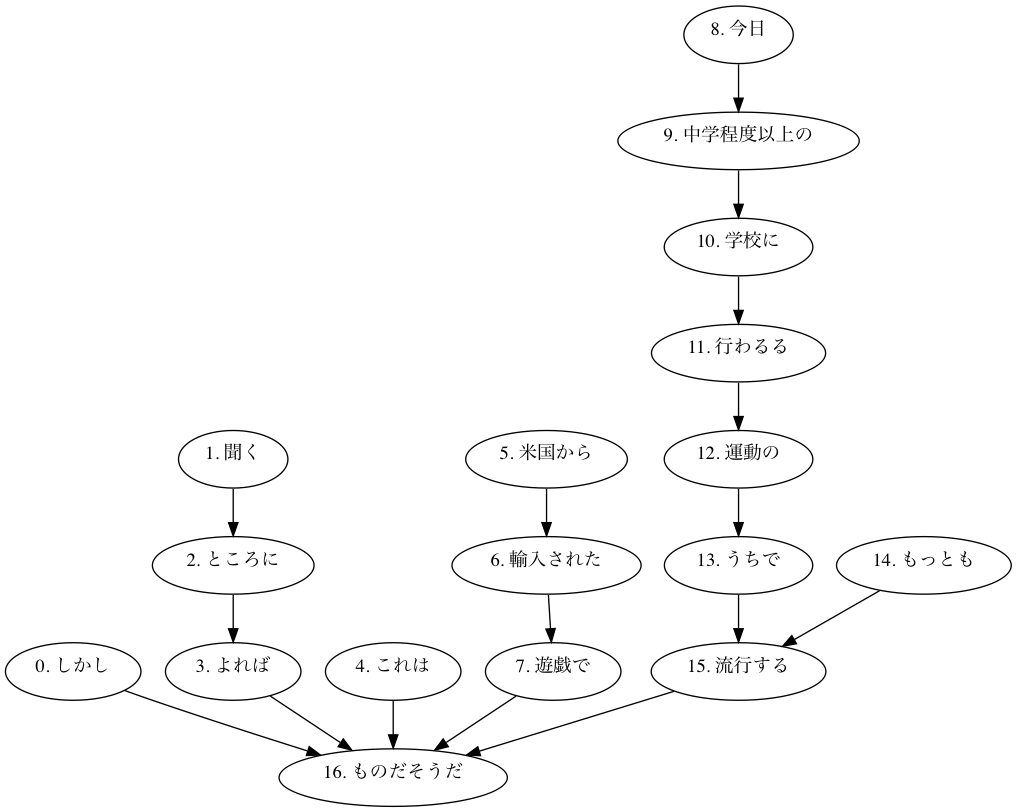 8. 今日
9. 中学程度以上の
10. 学校に
11. 行わるる
1. 聞く
5. 米国から
12. 運動の
2. ところに
6. 輸入された
13. うちで
14. もっとも
0. しかし
3. よれば
4. これは
7. 遊戯で
15. 流行する
16. ものだそうだ